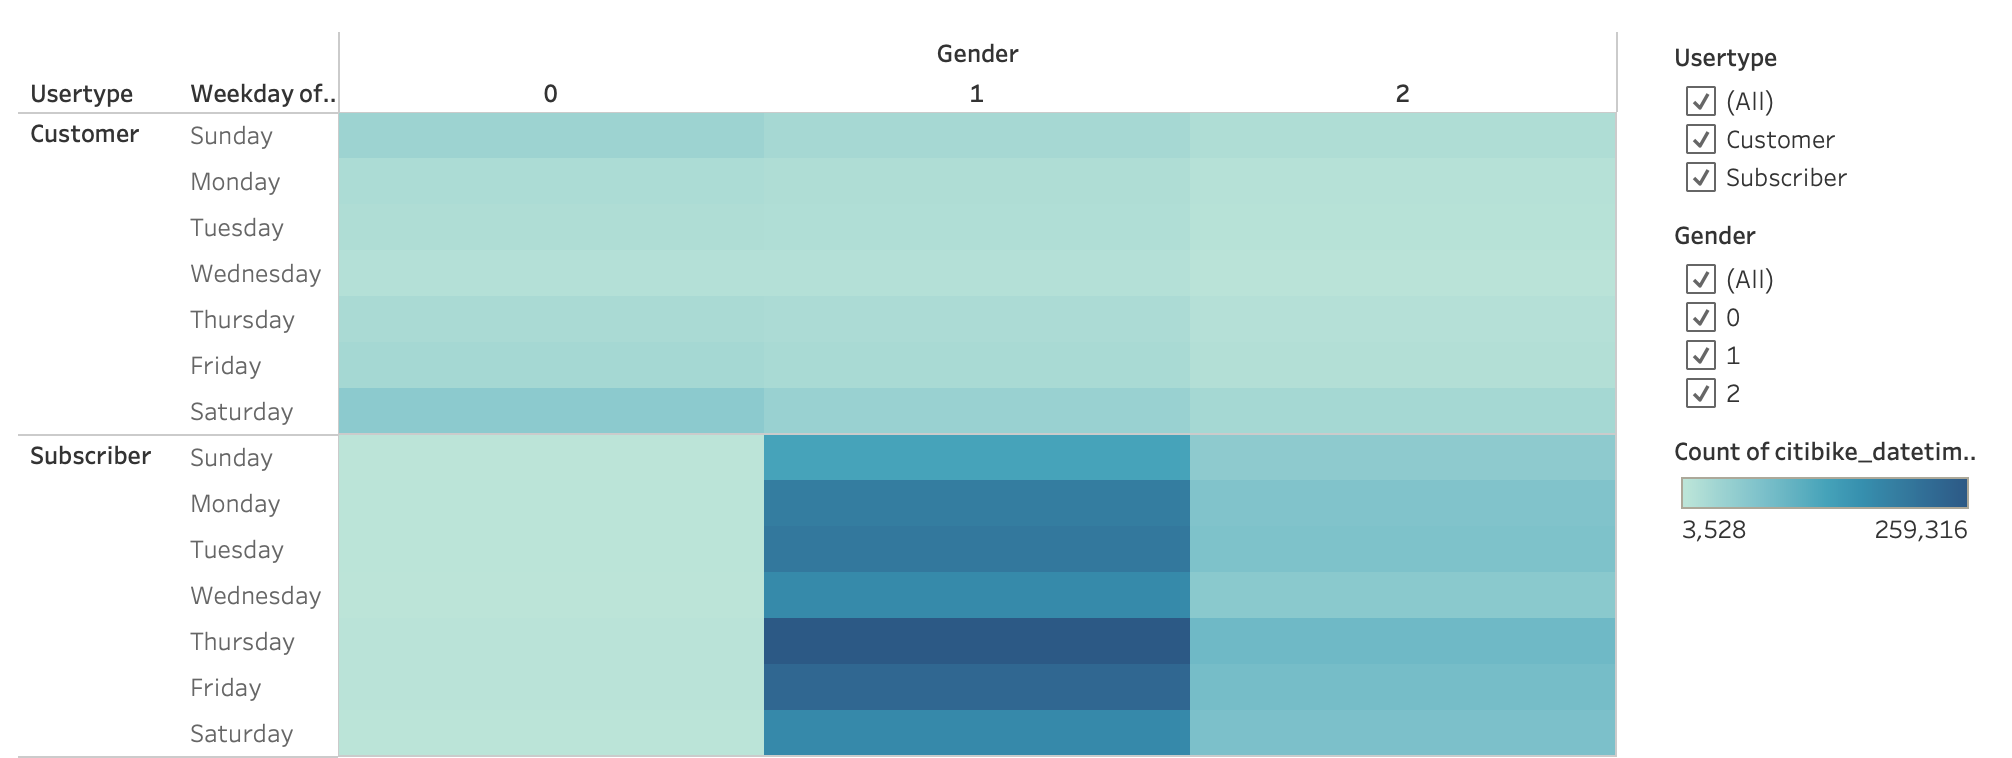 Gender
Usertype Weekday of.. 0 1 2
Customer Sunday
Monday
Tuesday
Wednesday
Thursday
Friday
Saturday
Subscriber Sunday
Monday
Tuesday
Wednesday
Thursday
Friday
Saturday
Usertype
(All)
Customer
Subscriber
Gender
(All)
0
1
2
Count of citibike_datetim..
3,528 259,316